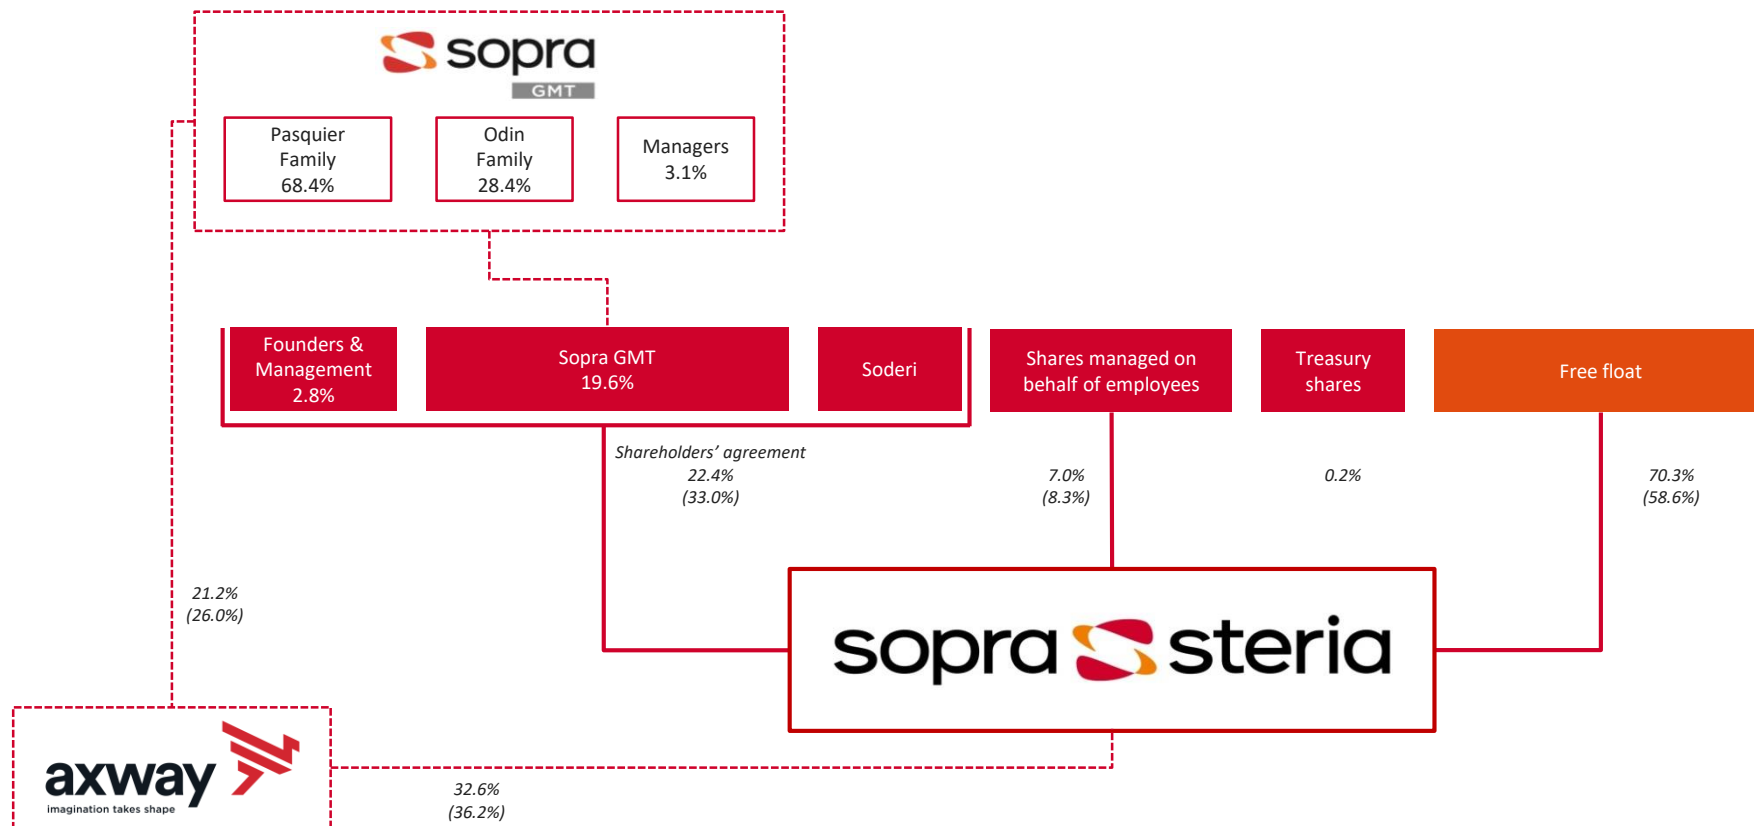 sopra
GMT
Pasquier
Family
68.4%
Odin
Family
28.4%
Managers
3.1%
Founders &
Management
2.8%
Sopra GMT
19.6%
Soderi
Shares managed on
behalf of employees
Treasury
shares
Free float
Shareholders’ agreement
22.4%
(33.0%)
7.0%
(8.3%)
0.2%
70.3%
(58.6%)
21.2%
(26.0%)
sopra steria
axway
imagination takes shape
32.6%
(36.2%)